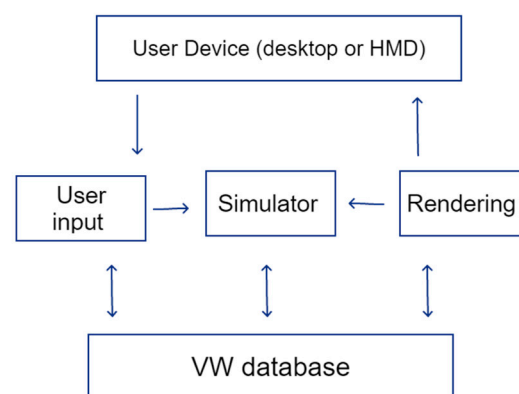 User Device (desktop or HMD)
User
input
Simulator
Rendering
VW database